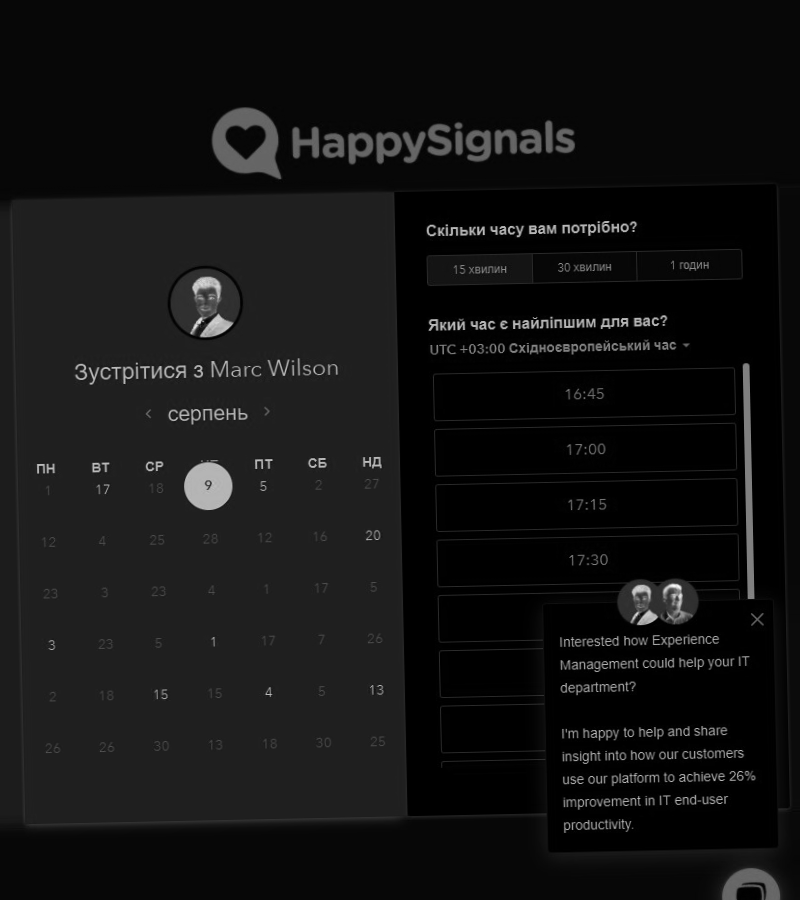 HappySignals
Зустрітися з Marc Wilson
серпень
ПН ВТ СР ПТ СБ НД
1 17 18 9 5 2 27
12 4 25 28 12 16 20
23 3 23 4 1 17 5
3 23 5 1 17 7 26
2 18 15 15 4 5 13
26 26 30 13 18 30 25
Скільки часу вам потрібно?
15 хвилин 30 хвилин 1 годин
Який час є найліпшим для вас?
UTC +03:00 Східноєвропейський час
16:45
17:00
17:15
17:30
Interested how Experience
Management could help your IT
department?
I'm happy to help and share
insight into how our customers
use our platform to achieve 26%
improvement in IT end-user
productivity.